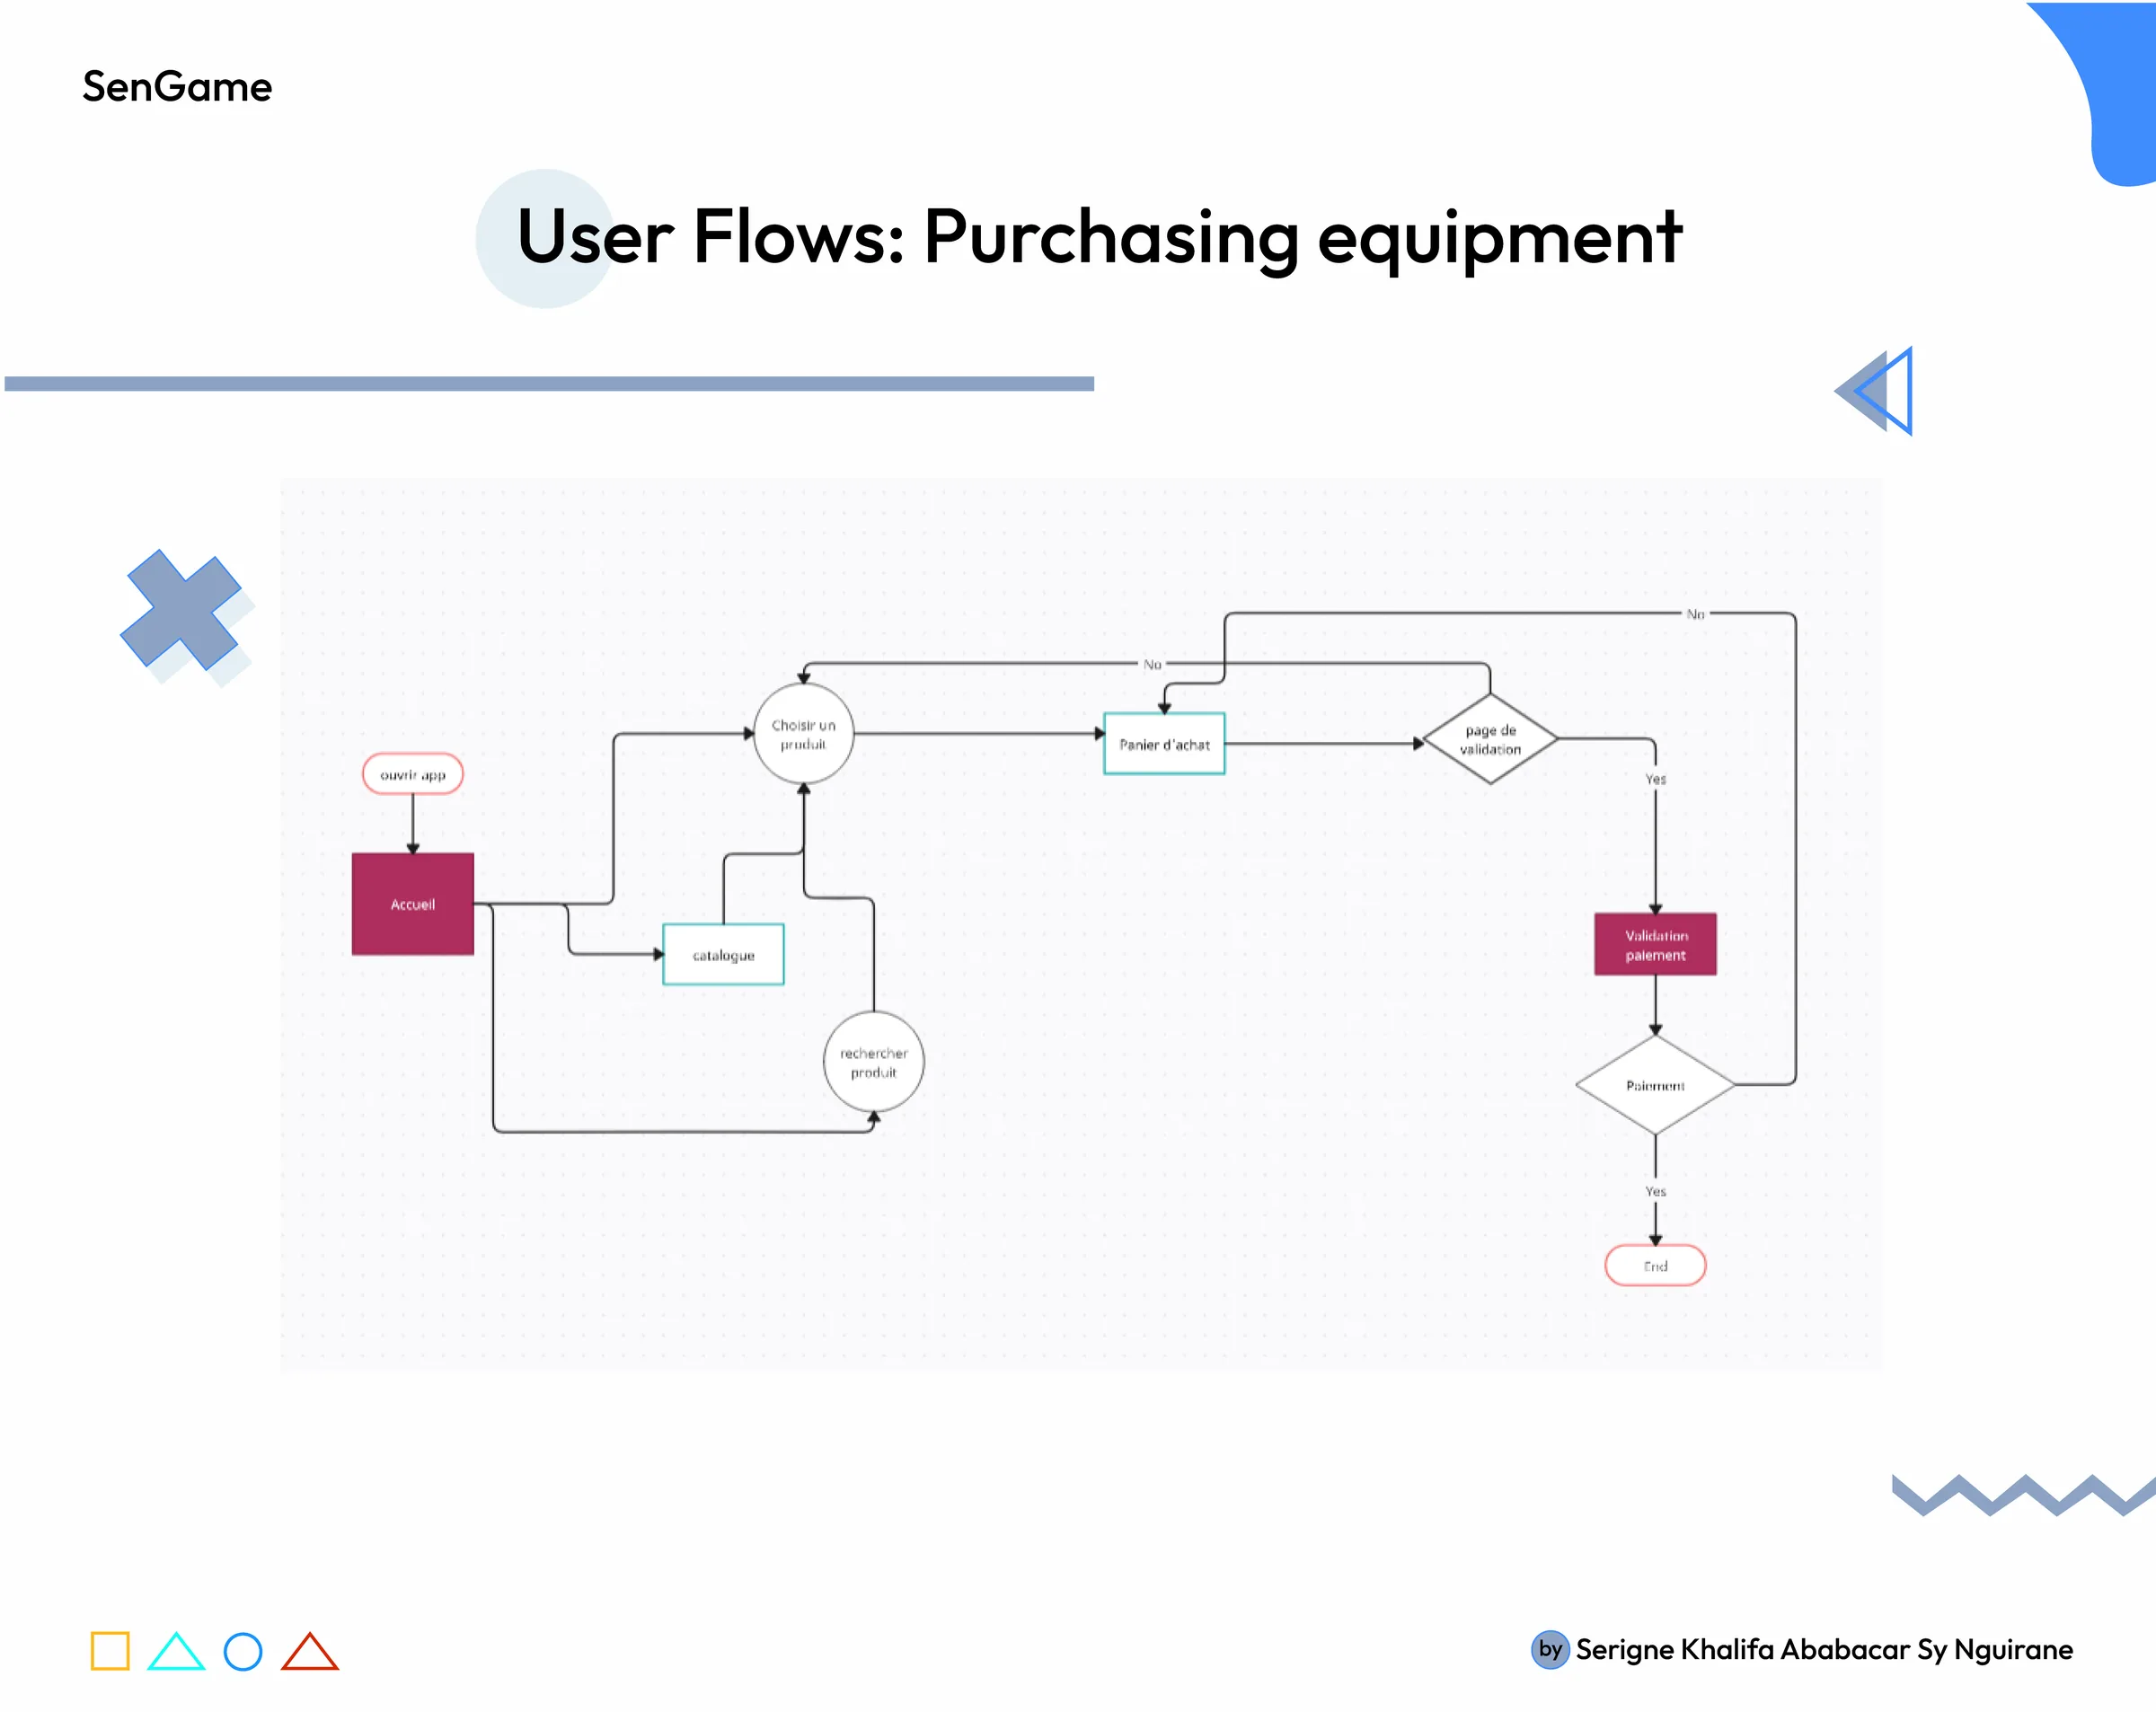 SenGame
User Flows: Purchasing equipment
No
No
Choisir un
produit
Panier d'achat
page de
validation
ouvrir app
Yes
Accueil
catalogue
Validation
paiement
rechercher
produit
Paiement
Yes
End
by Serigne Khalifa Ababacar Sy Nguirane